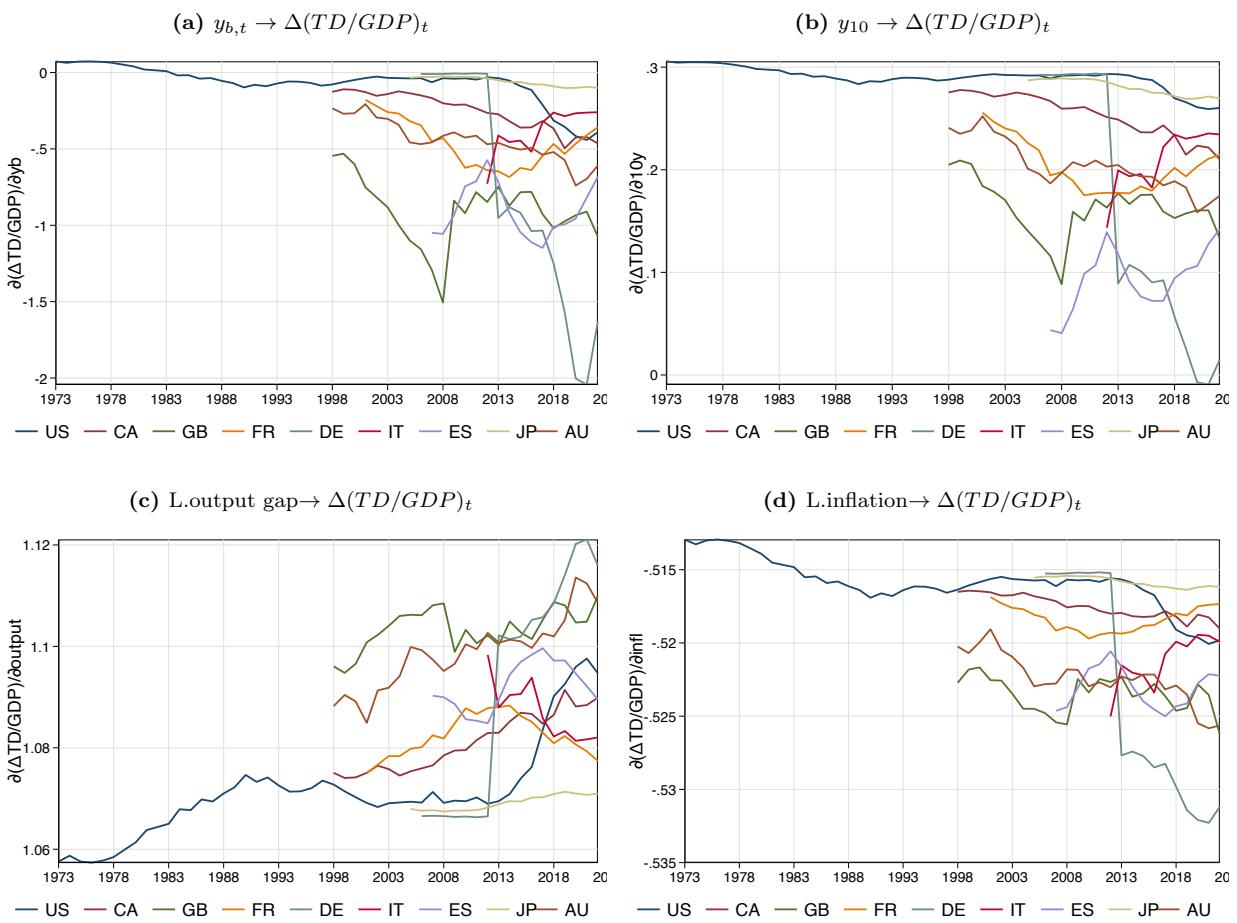 (a) y_{b,t} → Δ(TD/GDP)_t
(b) y_{10} → Δ(TD/GDP)_t
∂(ΔTD/GDP)/∂yb
0
-.5
-1
-1.5
-2
1973 1978 1983 1988 1993 1998 2003 2008 2013 2018 20
US CA GB FR DE IT ES JP AU
∂(ΔTD/GDP)/∂10y
.3
.2
.1
0
1973 1978 1983 1988 1993 1998 2003 2008 2013 2018 20
US CA GB FR DE IT ES JP AU
(c) L.output gap→ Δ(TD/GDP)_t
(d) L.inflation→ Δ(TD/GDP)_t
∂(ΔTD/GDP)/∂output
1.12
1.1
1.08
1.06
1973 1978 1983 1988 1993 1998 2003 2008 2013 2018 20
US CA GB FR DE IT ES JP AU
∂(ΔTD/GDP)/∂infl
-.515
-.52
-.525
-.53
-.535
1973 1978 1983 1988 1993 1998 2003 2008 2013 2018 20
US CA GB FR DE IT ES JP AU